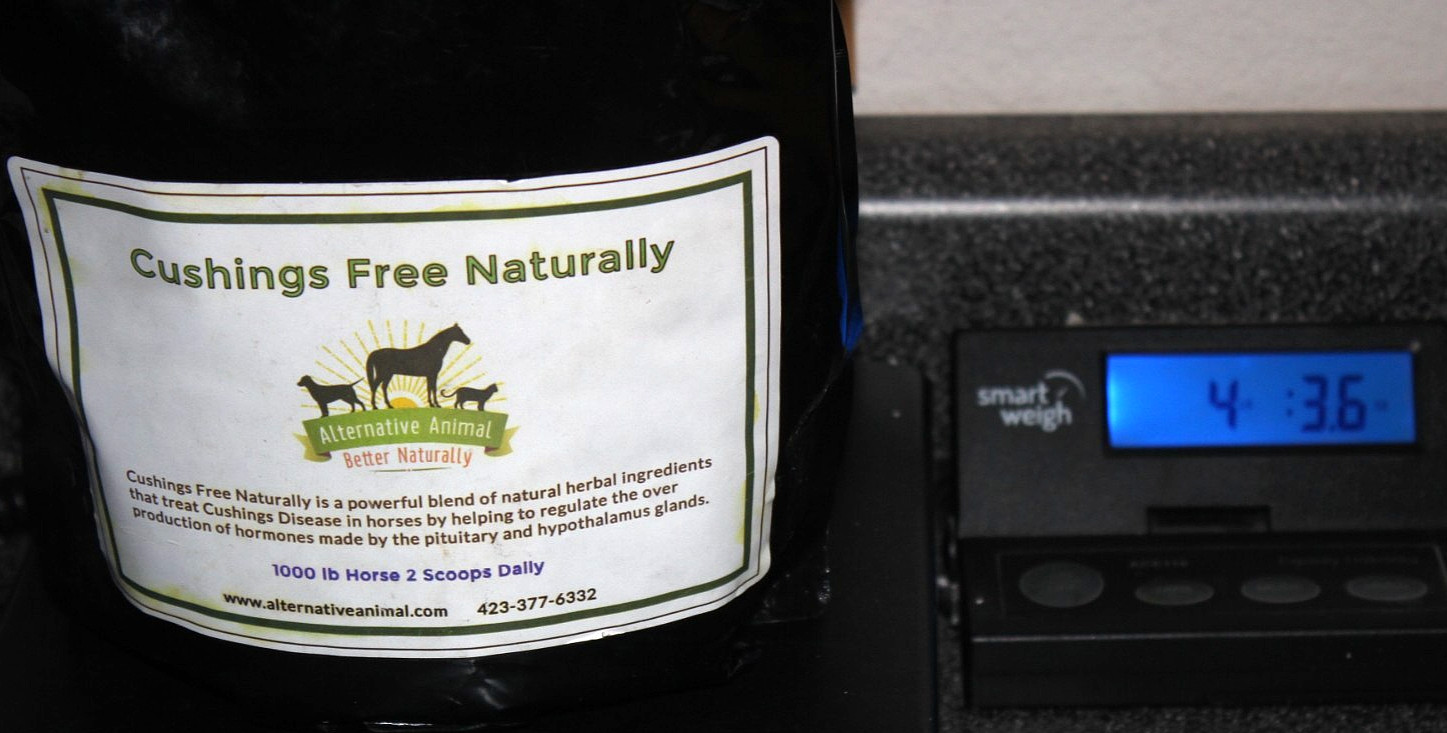 Cushings Free Naturally
Alternative Animal
Better Naturally
Cushings Free Naturally is a powerful blend of natural herbal ingredients
that treat Cushings Disease in horses by helping to regulate the over
production of hormones made by the pituitary and hypothalamus glands.
1000 lb Horse 2 Scoops Daily
www.alternativeanimal.com 423-377-6332
smart
weigh
4 :3.6